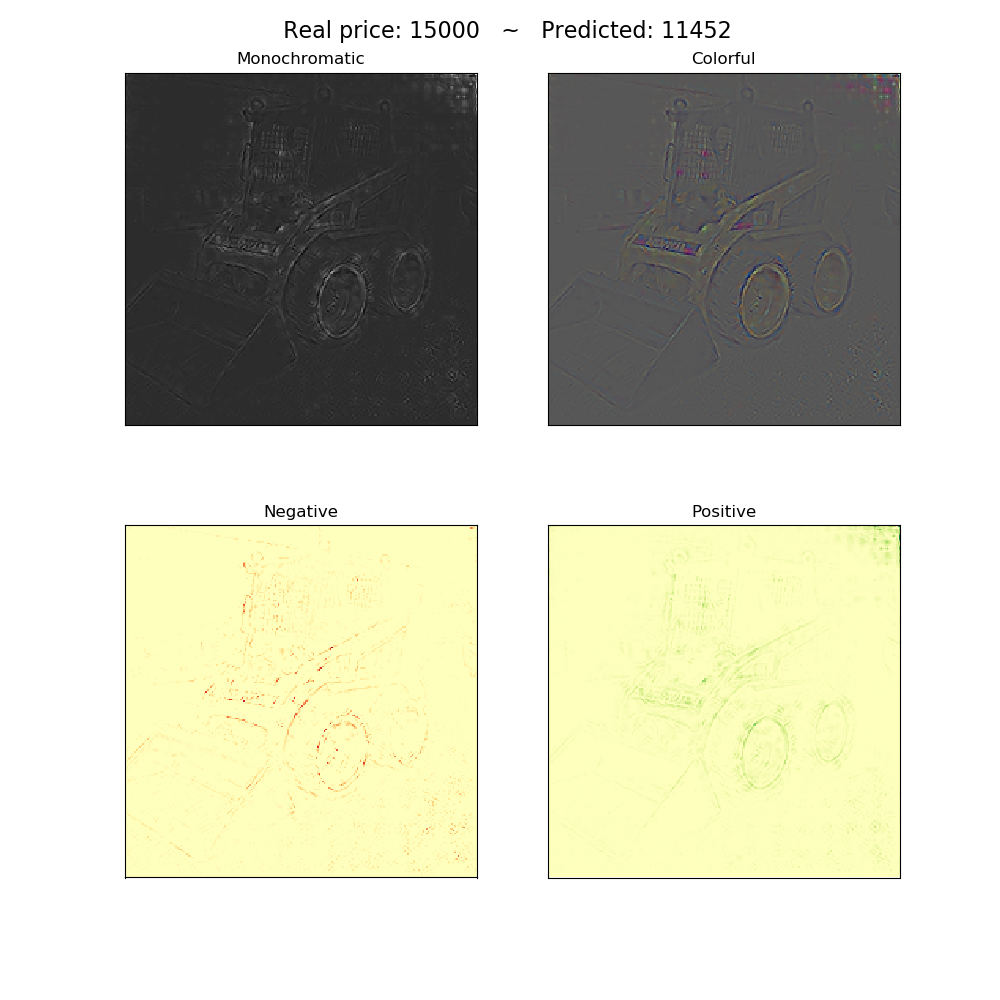 Real price: 15000 ~ Predicted: 11452
Monochromatic
Colorful
Negative
Positive